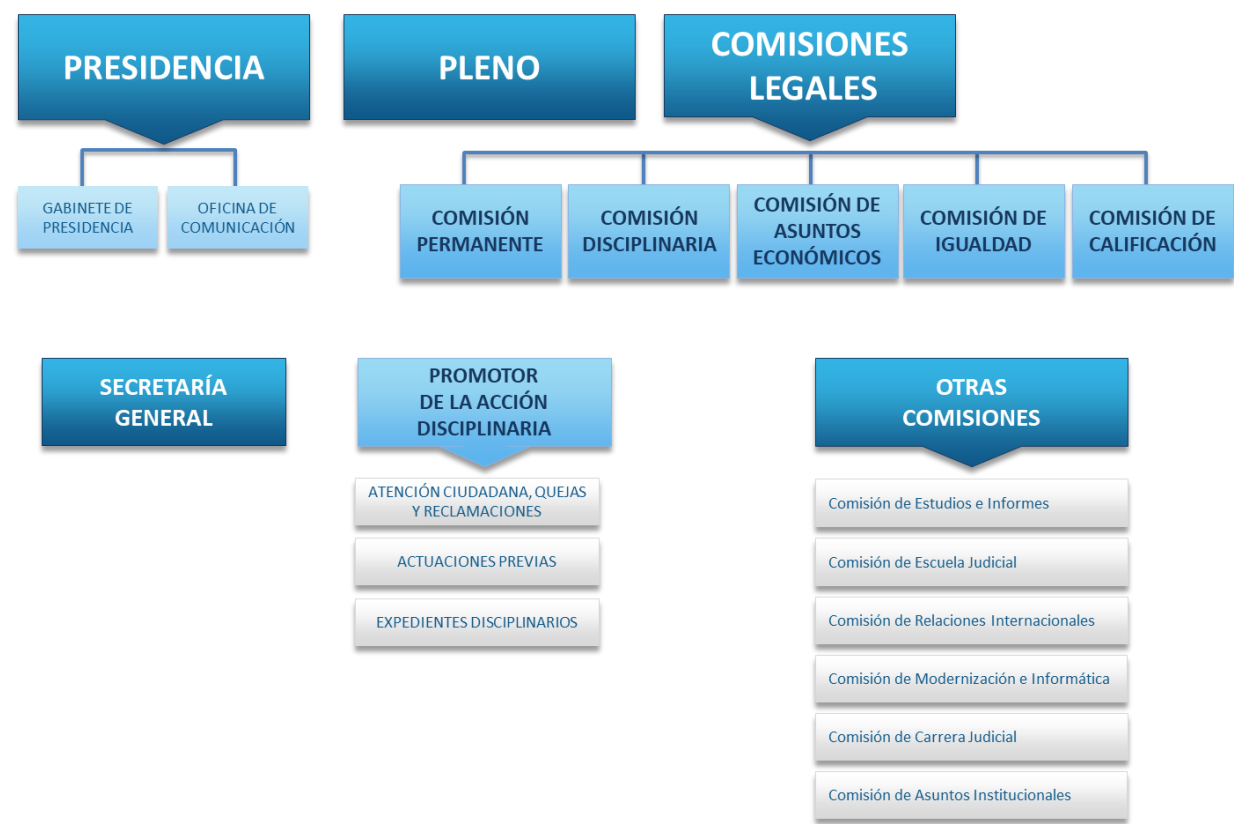 PRESIDENCIA
PLENO
COMISIONES
LEGALES
GABINETE DE
PRESIDENCIA
OFICINA DE
COMUNICACIÓN
COMISIÓN
PERMANENTE
COMISIÓN
DISCIPLINARIA
COMISIÓN DE
ASUNTOS
ECONÓMICOS
COMISIÓN DE
IGUALDAD
COMISIÓN DE
CALIFICACIÓN
SECRETARÍA
GENERAL
PROMOTOR
DE LA ACCIÓN
DISCIPLINARIA
ATENCIÓN CIUDADANA, QUEJAS
Y RECLAMACIONES
ACTUACIONES PREVIAS
EXPEDIENTES DISCIPLINARIOS
OTRAS
COMISIONES
Comisión de Estudios e Informes
Comisión de Escuela Judicial
Comisión de Relaciones Internacionales
Comisión de Modernización e Informática
Comisión de Carrera Judicial
Comisión de Asuntos Institucionales